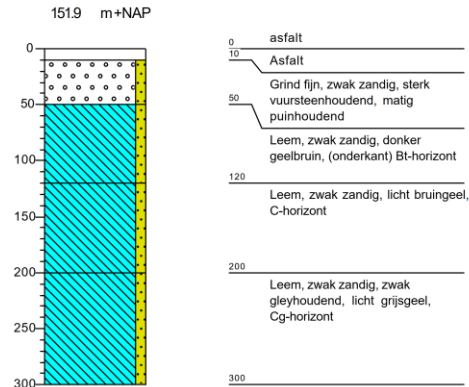 151.9 m+NAP
0
50
100
150
200
250
300
0 asfalt
10 Asfalt
Grind fijn, zwak zandig, sterk
vuursteenhoudend, matig
puinhoudend
50
Leem, zwak zandig, donker
geelbruin, (onderkant) Bt-horizont
120
Leem, zwak zandig, licht bruingeel,
C-horizont
200
Leem, zwak zandig, zwak
gleyhoudend, licht grijsgeel,
Cg-horizont
300